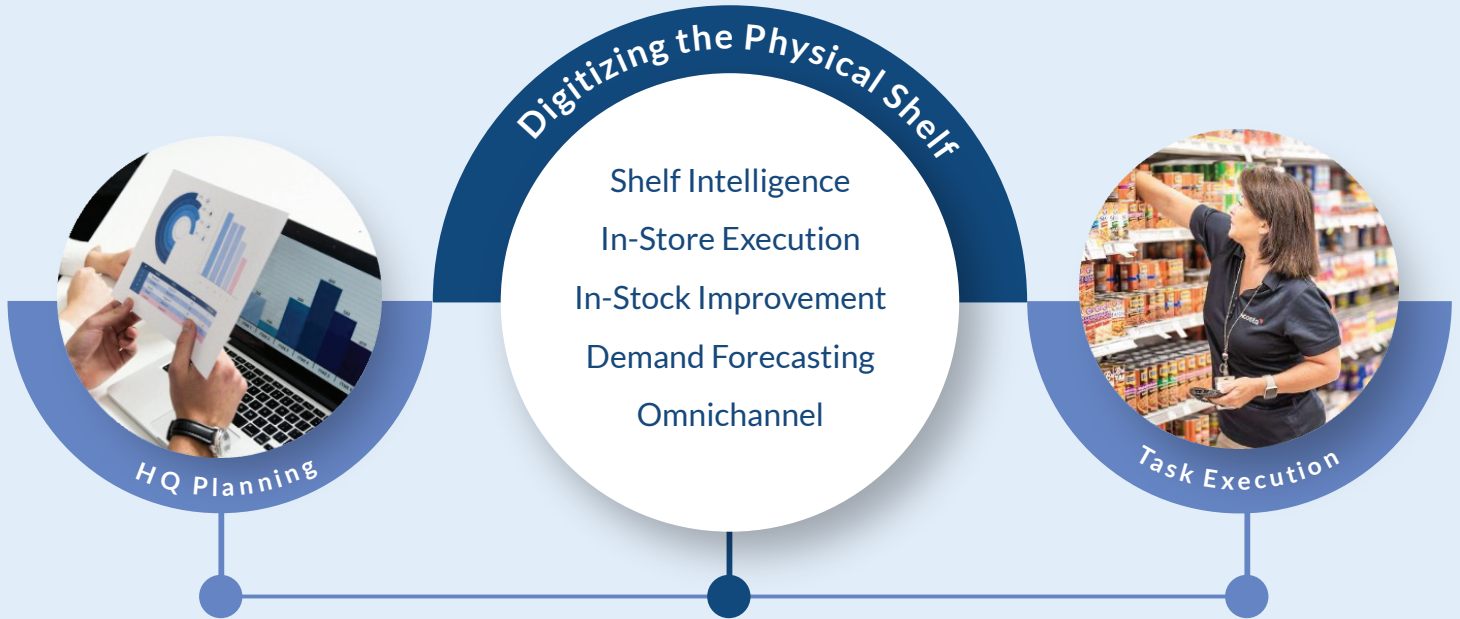 Digitizing the Physical Shelf
Shelf Intelligence
In-Store Execution
In-Stock Improvement
Demand Forecasting
Omnichannel
HQ Planning
Task Execution